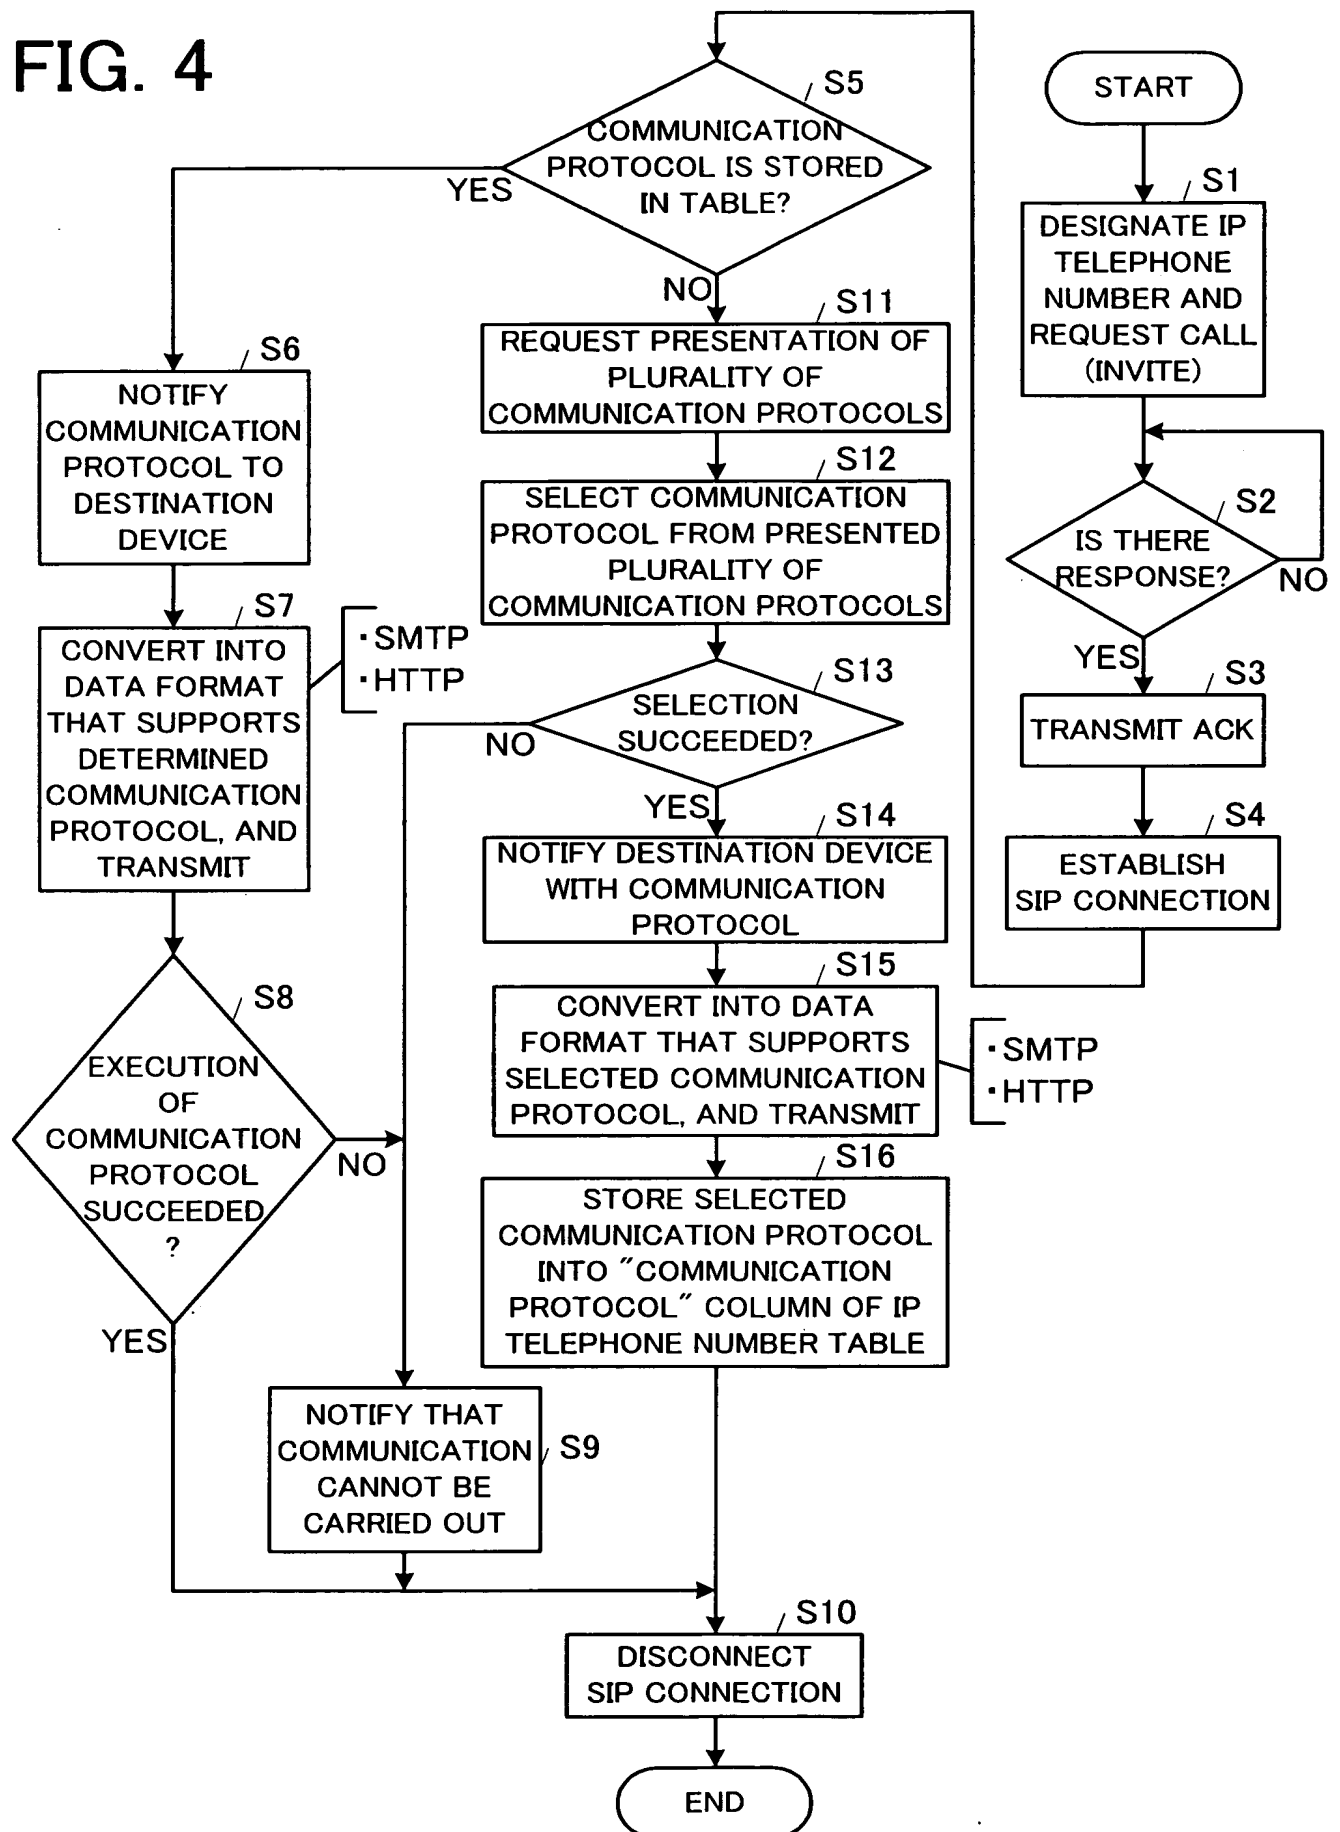 FIG. 4
START
S1
DESIGNATE IP
TELEPHONE
NUMBER AND
REQUEST CALL
(INVITE)
S2
IS THERE
RESPONSE?
NO
YES
S3
TRANSMIT ACK
S4
ESTABLISH
SIP CONNECTION
S5
COMMUNICATION
PROTOCOL IS STORED
IN TABLE?
YES
NO
S6
NOTIFY
COMMUNICATION
PROTOCOL TO
DESTINATION
DEVICE
S7
CONVERT INTO
DATA FORMAT
THAT SUPPORTS
DETERMINED
COMMUNICATION
PROTOCOL, AND
TRANSMIT
・SMTP
・HTTP
S8
EXECUTION
OF
COMMUNICATION
PROTOCOL
SUCCEEDED
?
NO
YES
S9
NOTIFY THAT
COMMUNICATION
CANNOT BE
CARRIED OUT
S11
REQUEST PRESENTATION OF
PLURALITY OF
COMMUNICATION PROTOCOLS
S12
SELECT COMMUNICATION
PROTOCOL FROM PRESENTED
PLURALITY OF
COMMUNICATION PROTOCOLS
S13
SELECTION
SUCCEEDED?
NO
YES
S14
NOTIFY DESTINATION DEVICE
WITH COMMUNICATION
PROTOCOL
S15
CONVERT INTO DATA
FORMAT THAT SUPPORTS
SELECTED COMMUNICATION
PROTOCOL, AND TRANSMIT
・SMTP
・HTTP
S16
STORE SELECTED
COMMUNICATION PROTOCOL
INTO "COMMUNICATION
PROTOCOL" COLUMN OF IP
TELEPHONE NUMBER TABLE
S10
DISCONNECT
SIP CONNECTION
END